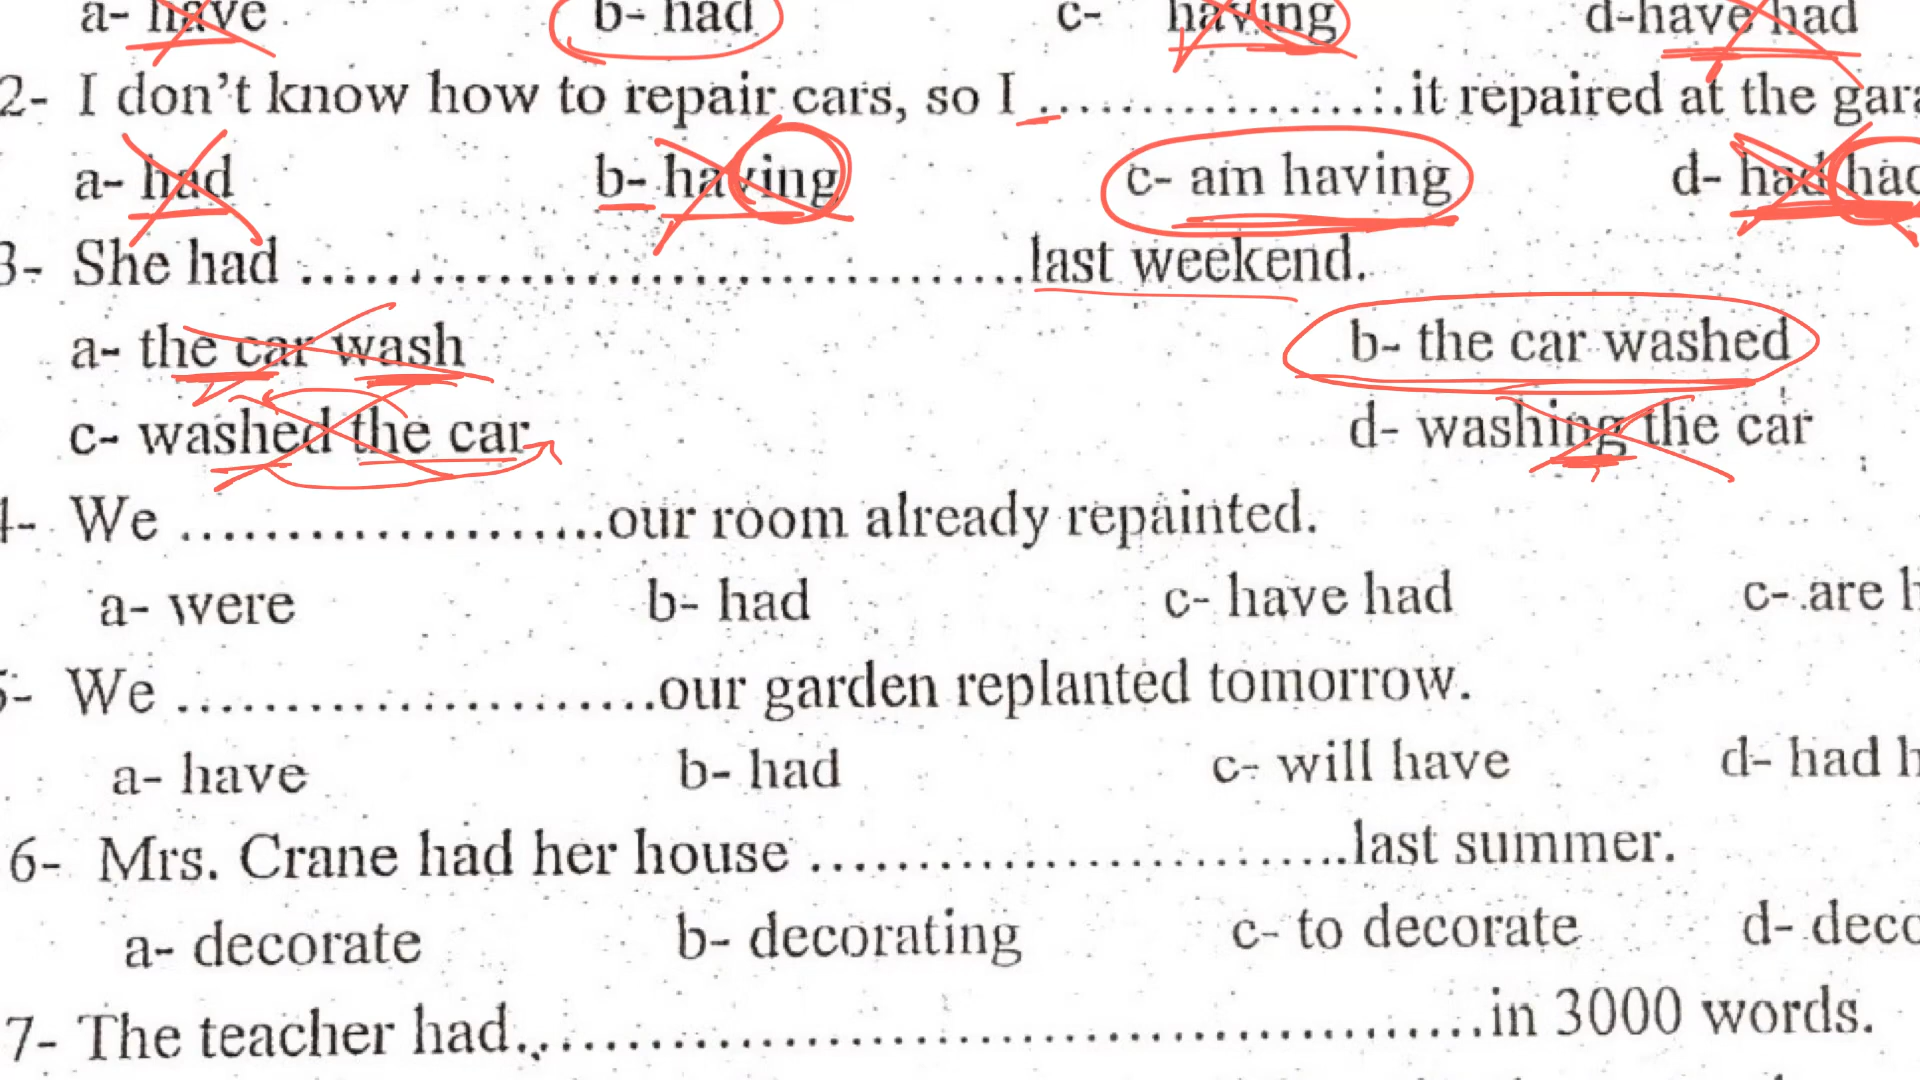 a- have b- had c- having d-have had
2- I don't know how to repair cars, so I ................:.it repaired at the
a- had b- having c- am having d- had
3- She had ....................................last weekend.
a- the car wash b- the car washed
c- washed the car d- washing the car
4- We .....................our room already repainted.
a- were b- had c- have had c- are
5- We ........................our garden replanted tomorrow.
a- have b- had c- will have d- had
6- Mrs. Crane had her house ...........................last summer.
a- decorate b- decorating c- to decorate d-
7- The teacher had................................................in 3000 words.